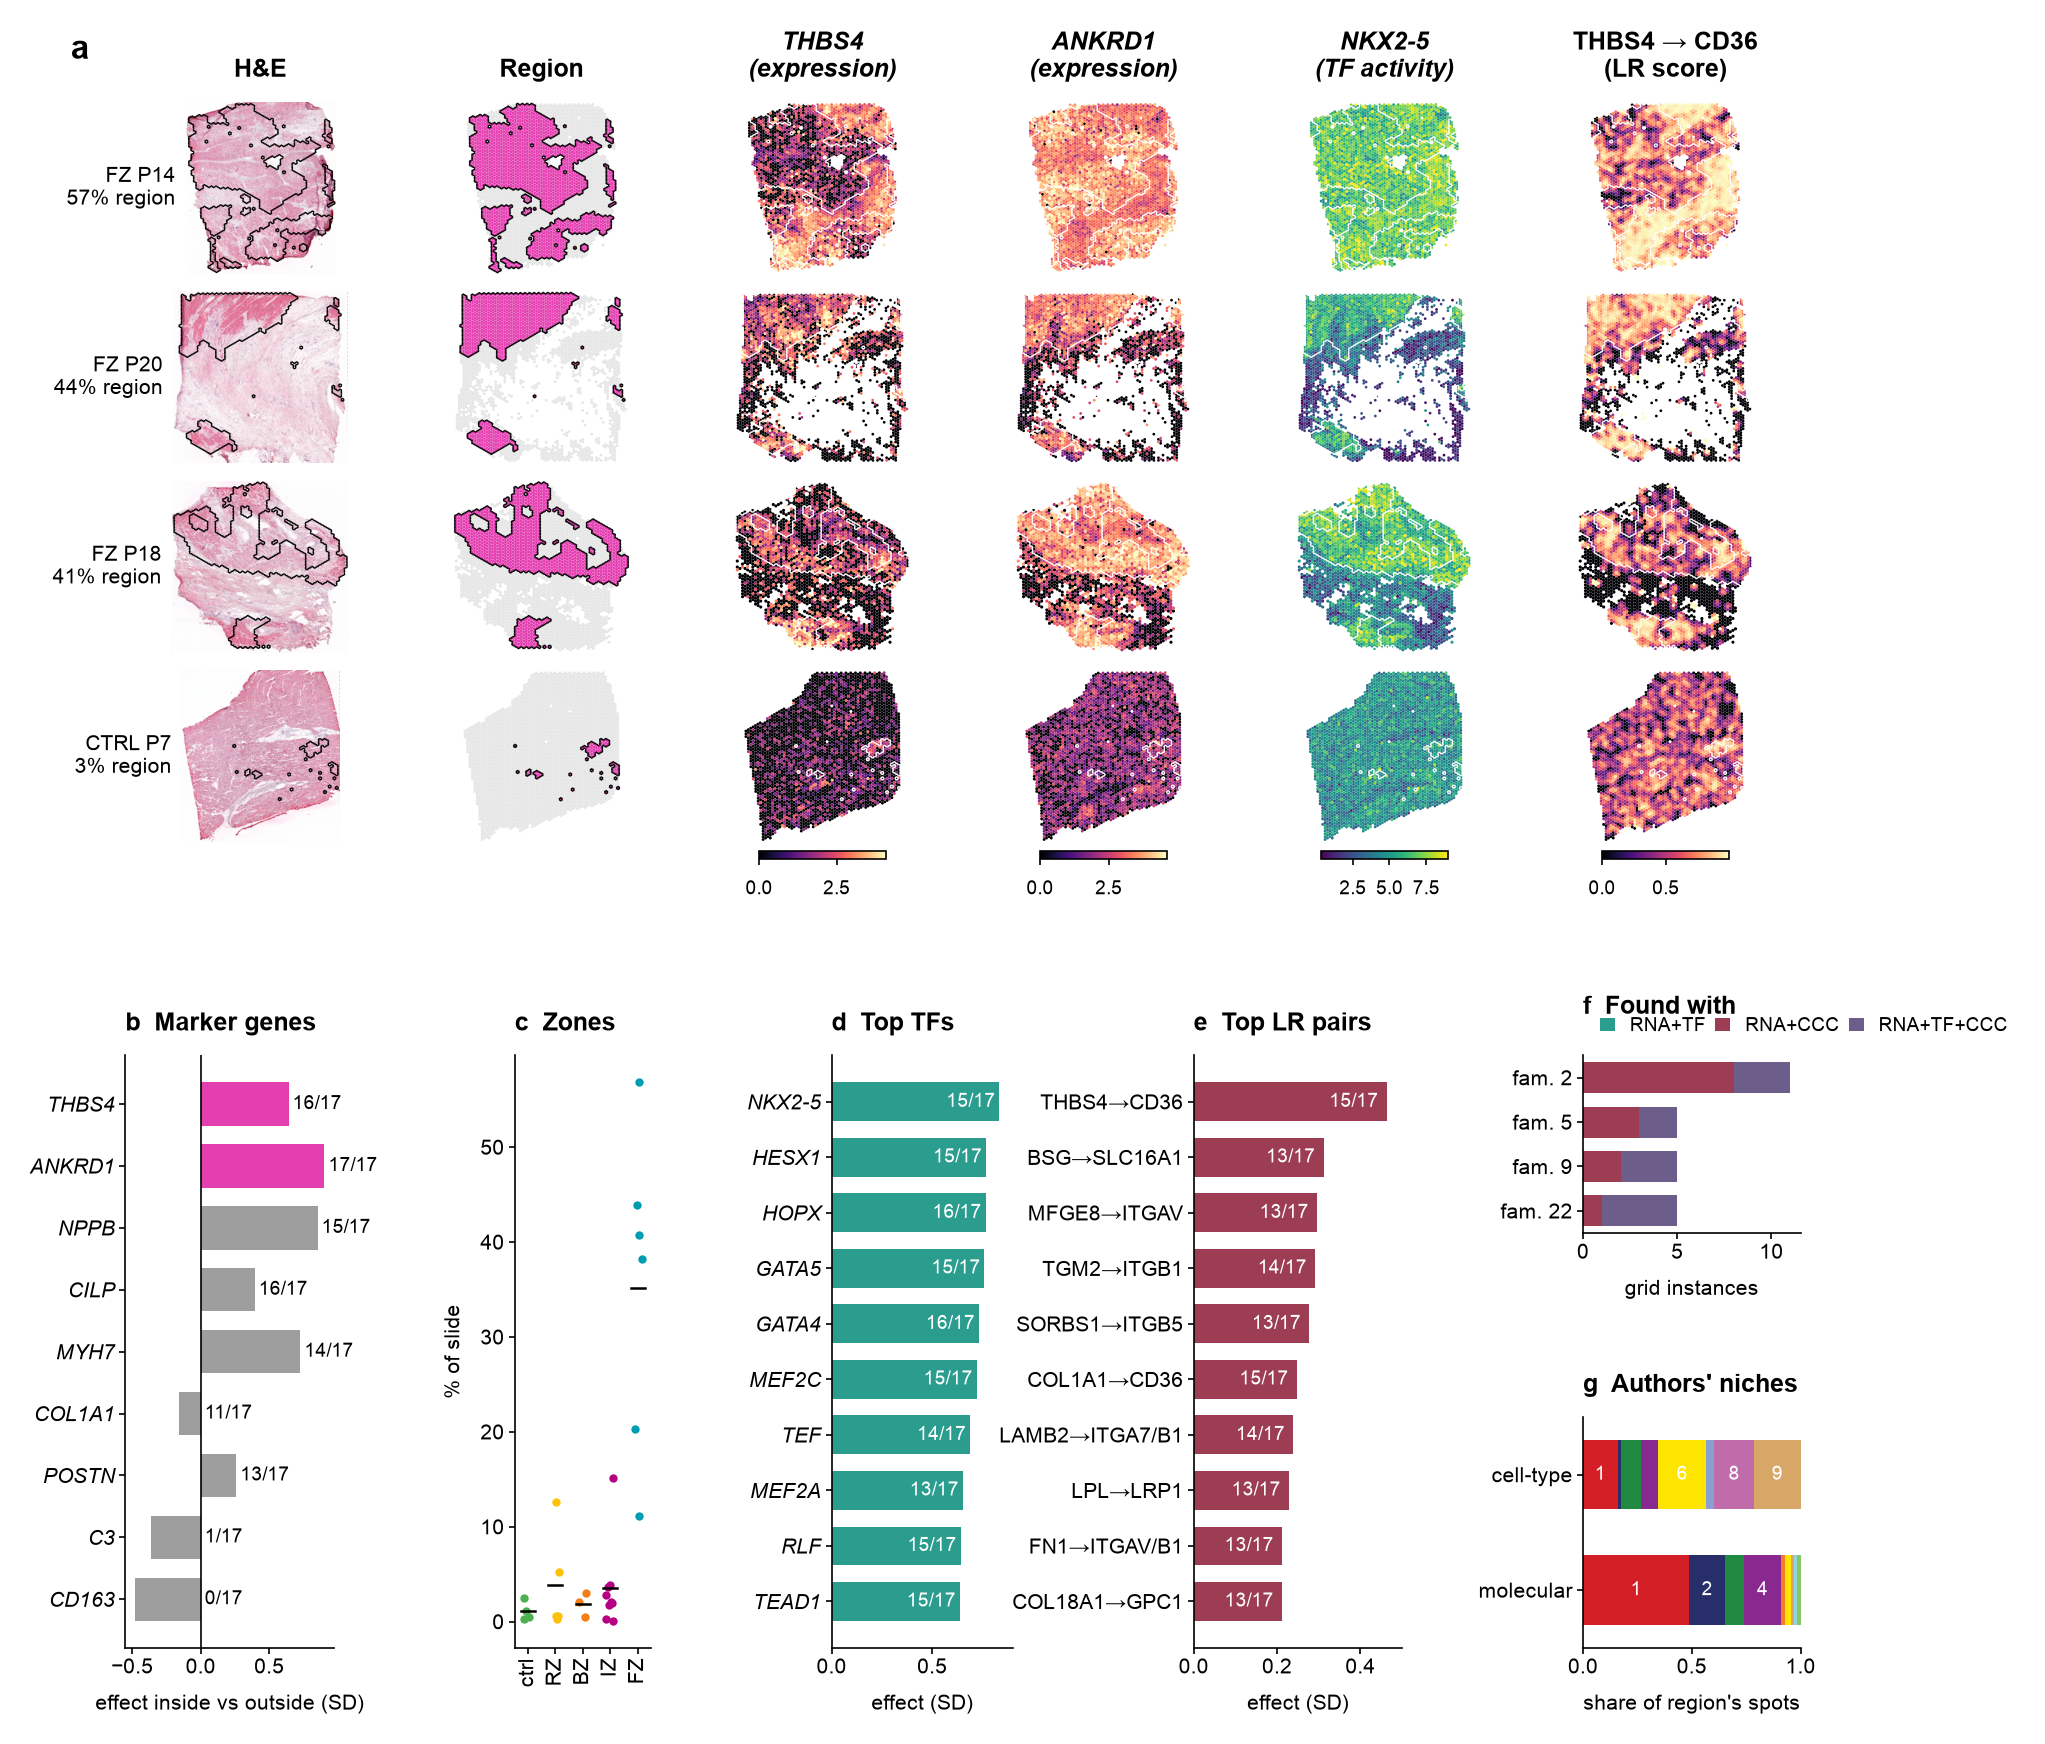 a
H&E
Region
THBS4
(expression)
ANKRD1
(expression)
NKX2-5
(TF activity)
THBS4 → CD36
(LR score)
FZ P14
57% region
FZ P20
44% region
FZ P18
41% region
CTRL P7
3% region
0.0 2.5
0.0 2.5
2.5 5.0 7.5
0.0 0.5
b Marker genes
THBS4 16/17
ANKRD1 17/17
NPPB 15/17
CILP 16/17
MYH7 14/17
COL1A1 11/17
POSTN 13/17
C3 1/17
CD163 0/17
−0.5 0.0 0.5
effect inside vs outside (SD)
c Zones
% of slide
50
40
30
20
10
0
ctrl RZ BZ IZ FZ
d Top TFs
NKX2-5 15/17
HESX1 15/17
HOPX 16/17
GATA5 15/17
GATA4 16/17
MEF2C 15/17
TEF 14/17
MEF2A 13/17
RLF 15/17
TEAD1 15/17
0.0 0.5
effect (SD)
e Top LR pairs
THBS4→CD36 15/17
BSG→SLC16A1 13/17
MFGE8→ITGAV 13/17
TGM2→ITGB1 14/17
SORBS1→ITGB5 13/17
COL1A1→CD36 15/17
LAMB2→ITGA7/B1 14/17
LPL→LRP1 13/17
FN1→ITGAV/B1 13/17
COL18A1→GPC1 13/17
0.0 0.2 0.4
effect (SD)
f Found with
RNA+TF RNA+CCC RNA+TF+CCC
fam. 2
fam. 5
fam. 9
fam. 22
0 5 10
grid instances
g Authors' niches
cell-type 1 6 8 9
molecular 1 2 4
0.0 0.5 1.0
share of region's spots